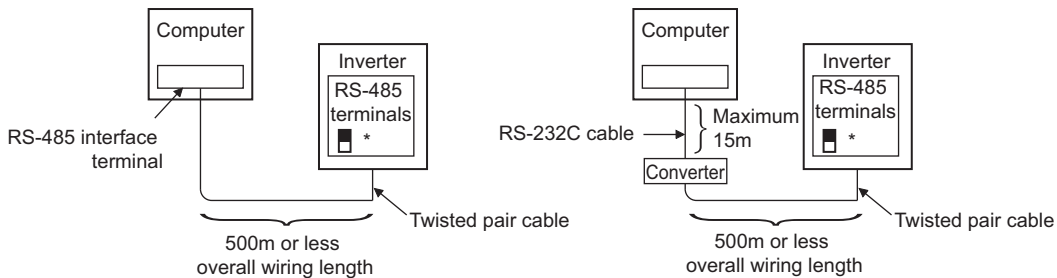 Computer
Inverter
RS-485
terminals
*
RS-485 interface
terminal
Twisted pair cable
500m or less
overall wiring length
Computer
Inverter
RS-485
terminals
*
RS-232C cable
Maximum
15m
Converter
Twisted pair cable
500m or less
overall wiring length